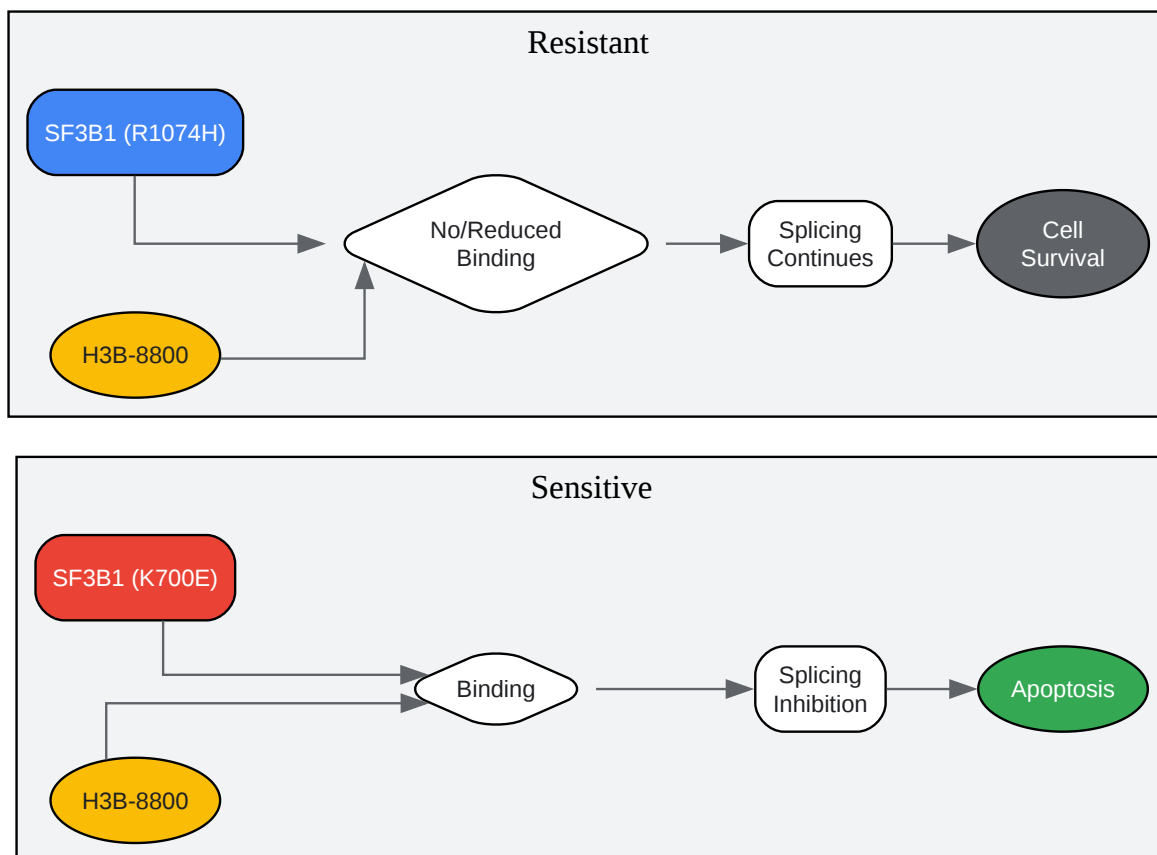 Resistant
SF3B1 (R1074H)
No/Reduced
Binding
Splicing
Continues
Cell
Survival
H3B-8800
Sensitive
SF3B1 (K700E)
Binding
Splicing
Inhibition
Apoptosis
H3B-8800